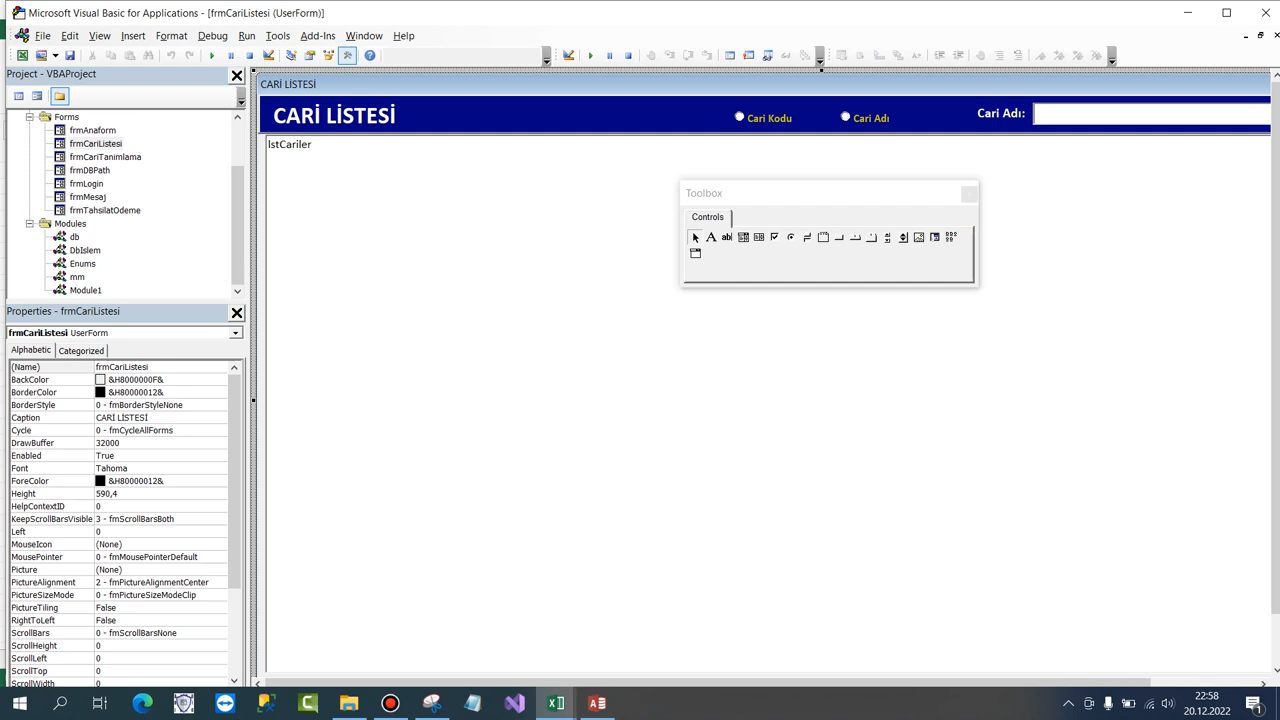 Microsoft Visual Basic for Applications - [frmCariListesi (UserForm)]
File Edit View Insert Format Debug Run Tools Add-Ins Window Help
Project - VBAProject
Forms
frmAnaform
frmCariListesi
frmCariTanimlama
frmDBPath
frmLogin
frmMesaj
frmTahsilatOdeme
Modules
db
DbIslem
Enums
mm
Module1
Properties - frmCariListesi
frmCariListesi UserForm
Alphabetic Categorized
(Name) frmCariListesi
BackColor &H8000000F&
BorderColor &H80000012&
BorderStyle 0 - fmBorderStyleNone
Caption CARİ LİSTESİ
Cycle 0 - fmCycleAllForms
DrawBuffer 32000
Enabled True
Font Tahoma
ForeColor &H80000012&
Height 590,4
HelpContextID 0
KeepScrollBarsVisible 3 - fmScrollBarsBoth
Left 0
MouseIcon (None)
MousePointer 0 - fmMousePointerDefault
Picture (None)
PictureAlignment 2 - fmPictureAlignmentCenter
PictureSizeMode 0 - fmPictureSizeModeClip
PictureTiling False
RightToLeft False
ScrollBars 0 - fmScrollBarsNone
ScrollHeight 0
ScrollLeft 0
ScrollTop 0
ScrollWidth 0
CARİ LİSTESİ
CARİ LİSTESİ Cari Kodu Cari Adı Cari Adı:
lstCariler
Toolbox
Controls
A ab
22:58
20.12.2022
1